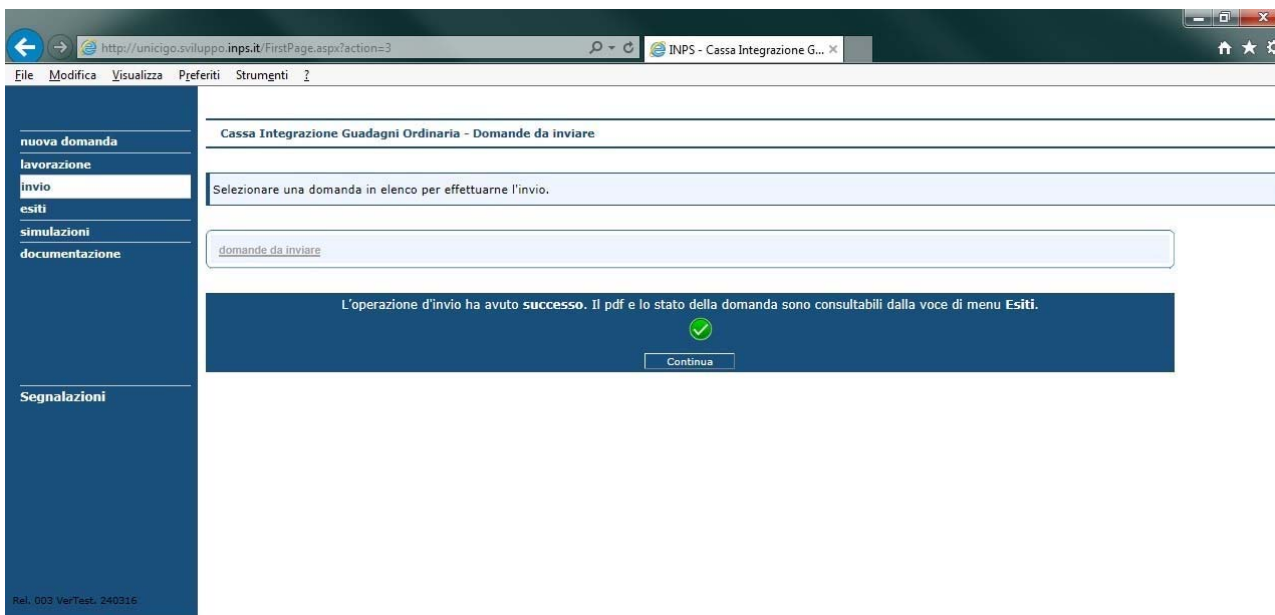 http://unicigo.sviluppo.inps.it/FirstPage.aspx?action=3
INPS - Cassa Integrazione G...
File Modifica Visualizza Preferiti Strumenti ?
nuova domanda
lavorazione
invio
esiti
simulazioni
documentazione
Segnalazioni
Rel. 003 VerTest. 240316
Cassa Integrazione Guadagni Ordinaria - Domande da inviare
Selezionare una domanda in elenco per effettuarne l'invio.
domande da inviare
L'operazione d'invio ha avuto successo. Il pdf e lo stato della domanda sono consultabili dalla voce di menu Esiti.
Continua